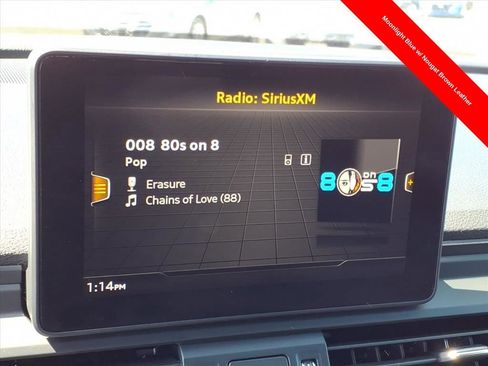 Moonlight Blue w/ Nougat Brown Leather
Radio: SiriusXM
008 80s on 8
Pop
Erasure
Chains of Love (88)
8 on 8
1:14PM